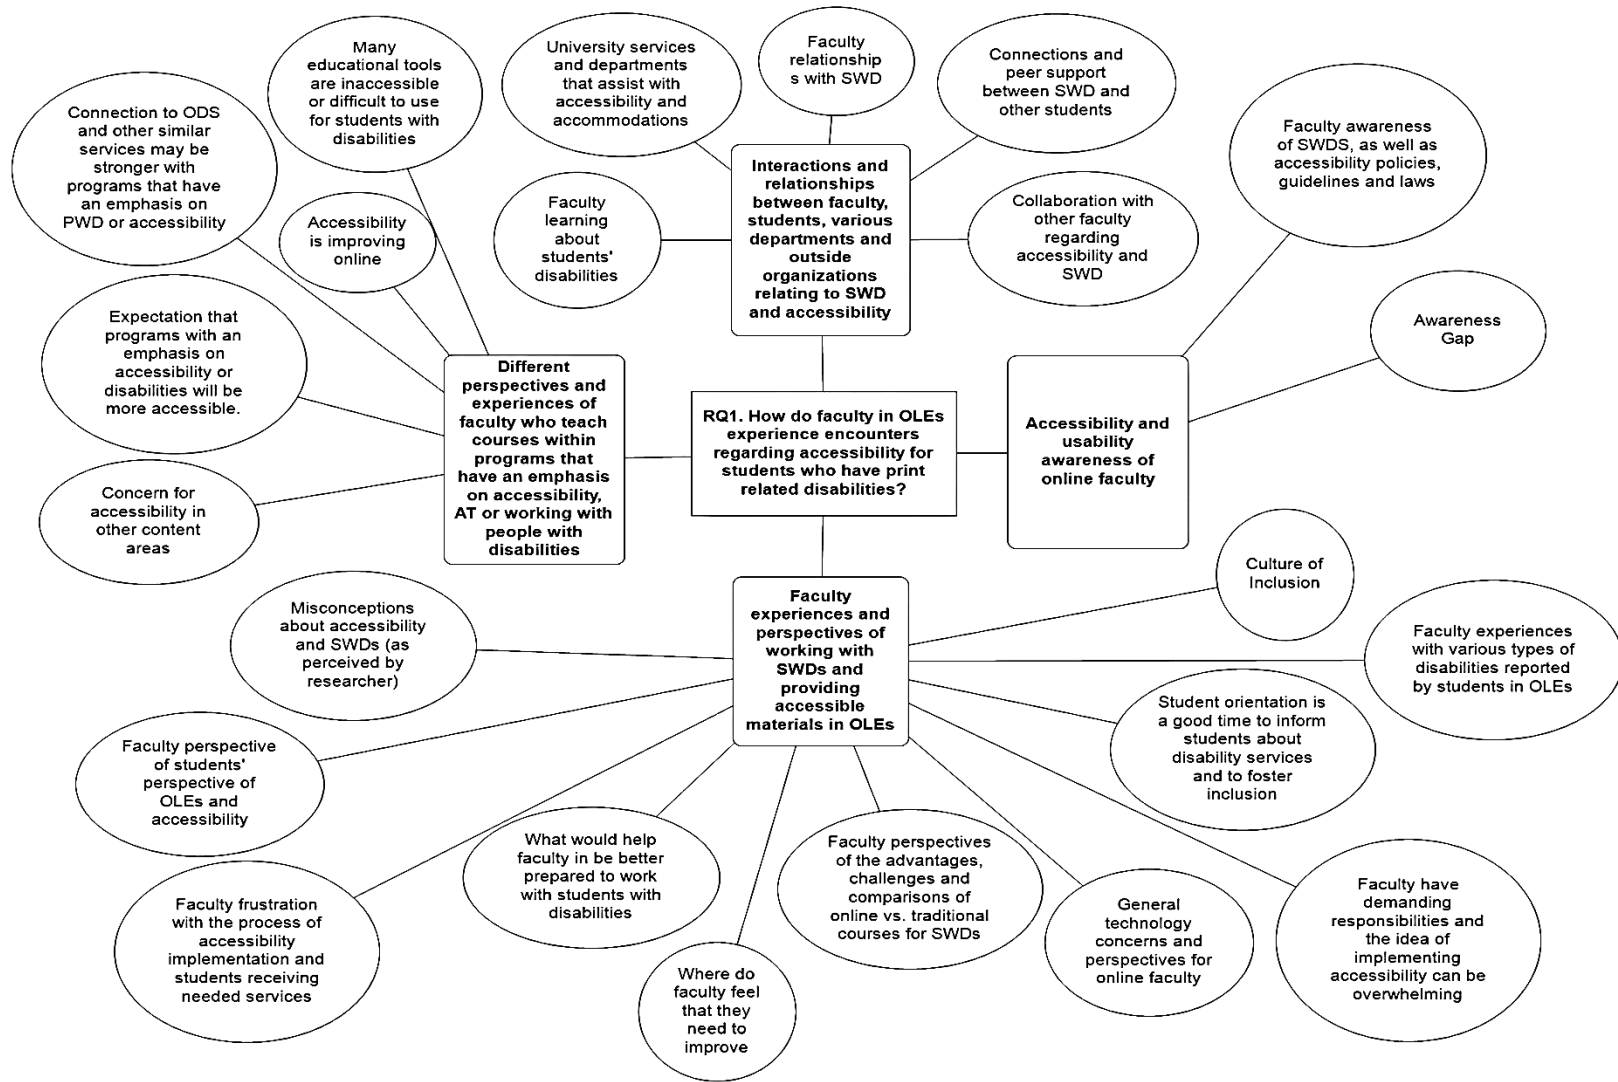 Many
educational tools
are inaccessible
or difficult to use
for students with
disabilities
University services
and departments
that assist with
accessibility and
accommodations
Faculty
relationship
s with SWD
Connections and
peer support
between SWD and
other students
Connection to ODS
and other similar
services may be
stronger with
programs that have
an emphasis on
PWD or accessibility
Accessibility
is improving
online
Faculty
learning
about
students'
disabilities
Interactions and
relationships
between faculty,
students, various
departments and
outside
organizations
relating to SWD
and accessibility
Collaboration with
other faculty
regarding
accessibility and
SWD
Faculty awareness
of SWDS, as well as
accessibility policies,
guidelines and laws
Awareness
Gap
Expectation that
programs with an
emphasis on
accessibility or
disabilities will be
more accessible.
Different
perspectives and
experiences of
faculty who teach
courses within
programs that
have an emphasis
on accessibility,
AT or working with
people with
disabilities
RQ1. How do faculty in OLEs
experience encounters
regarding accessibility for
students who have print
related disabilities?
Accessibility and
usability
awareness of
online faculty
Concern for
accessibility in
other content
areas
Misconceptions
about accessibility
and SWDs (as
perceived by
researcher)
Faculty
experiences and
perspectives of
working with
SWDs and
providing
accessible
materials in OLEs
Culture of
Inclusion
Faculty experiences
with various types of
disabilities reported
by students in OLEs
Student orientation is
a good time to inform
students about
disability services
and to foster
inclusion
Faculty perspective
of students'
perspective of
OLEs and
accessibility
Faculty frustration
with the process of
accessibility
implementation and
students receiving
needed services
What would help
faculty in be better
prepared to work
with students with
disabilities
Where do
faculty feel
that they
need to
improve
Faculty perspectives
of the advantages,
challenges and
comparisons of
online vs. traditional
courses for SWDs
General
technology
concerns and
perspectives for
online faculty
Faculty have
demanding
responsibilities and
the idea of
implementing
accessibility can be
overwhelming